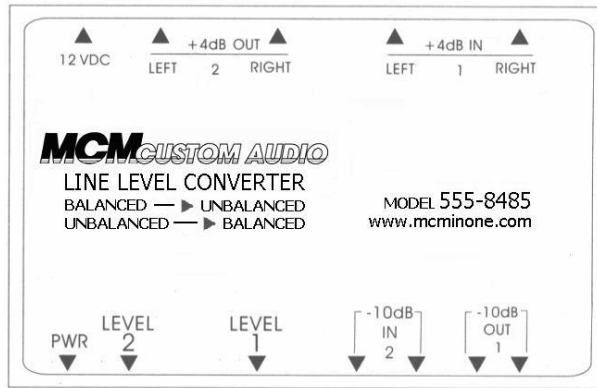 12 VDC
+4dB OUT
LEFT 2 RIGHT
+4dB IN
LEFT 1 RIGHT
MCM CUSTOM AUDIO
LINE LEVEL CONVERTER
BALANCED — ▶ UNBALANCED
UNBALANCED — ▶ BALANCED
MODEL 555-8485
www.mcminone.com
PWR
LEVEL
2
LEVEL
1
-10dB
IN
2
-10dB
OUT
1